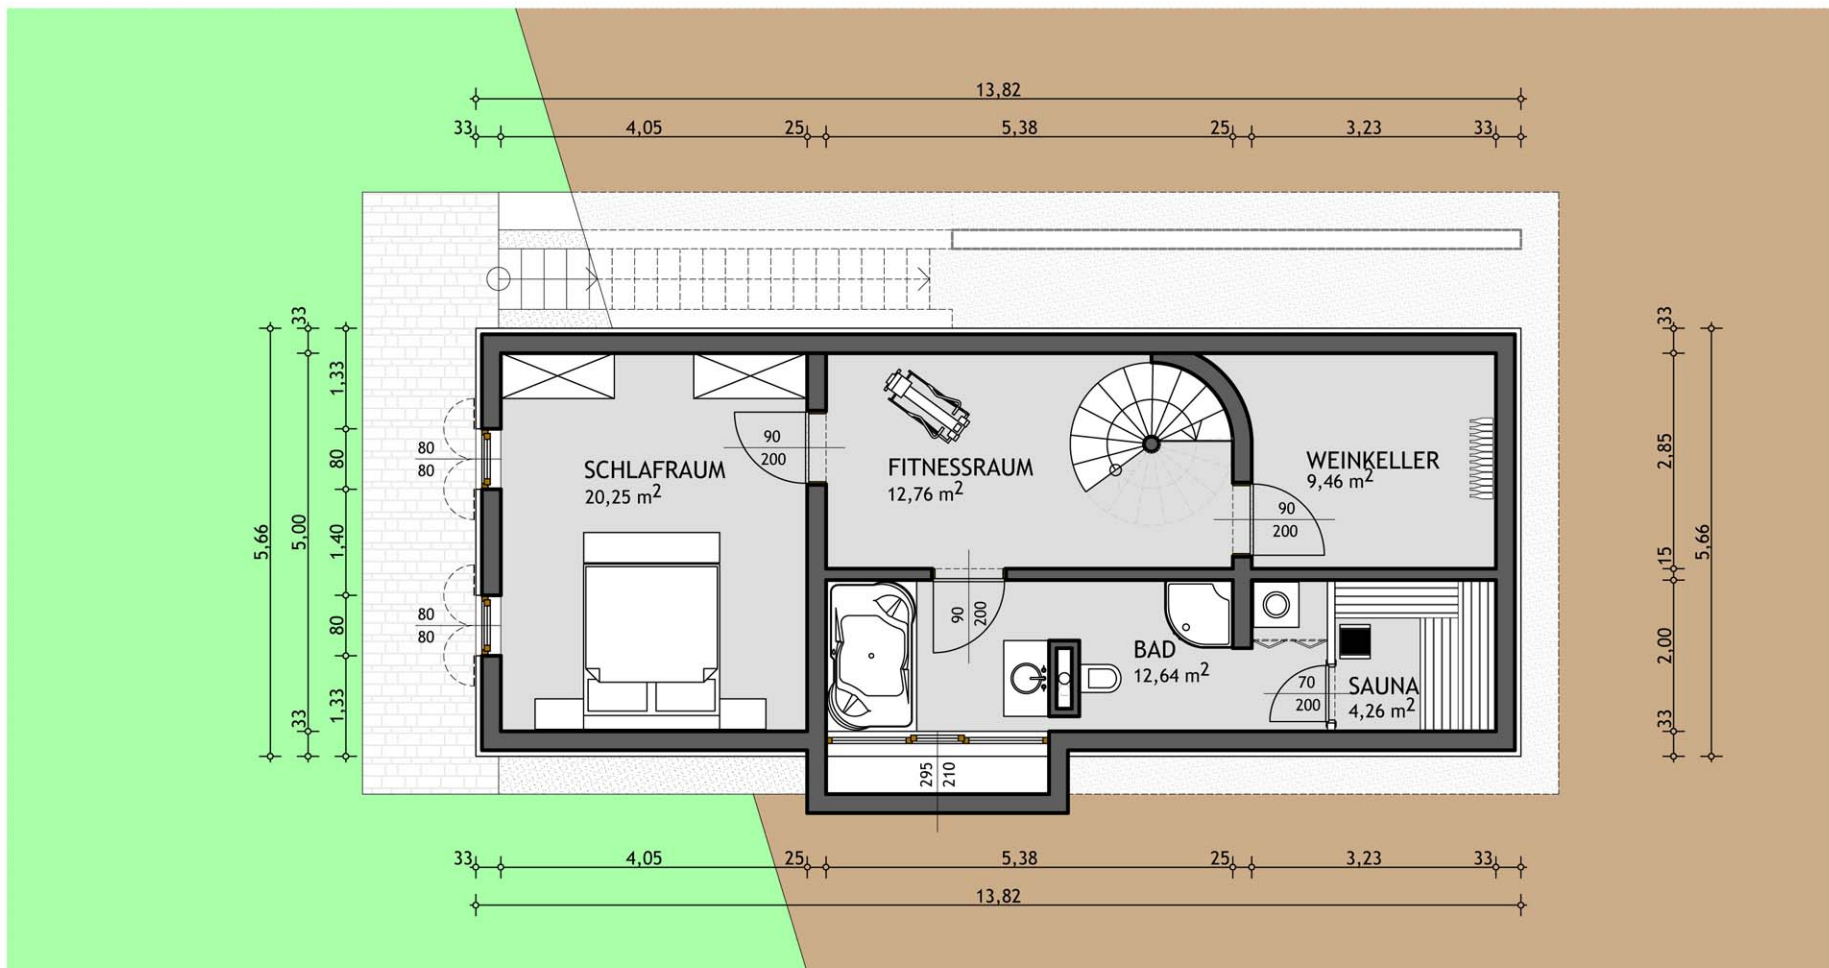 13,82
33 4,05 25 5,38 25 3,23 33
5,66
33
5,00
33
1,33
80
1,40
80
1,33
80
80
80
80
SCHLAFRAUM
20,25 m²
90
200
FITNESSRAUM
12,76 m²
WEINKELLER
9,46 m²
90
200
90
200
BAD
12,64 m²
70
200
SAUNA
4,26 m²
295
210
33
2,85
15
2,00
33
5,66
33 4,05 25 5,38 25 3,23 33
13,82